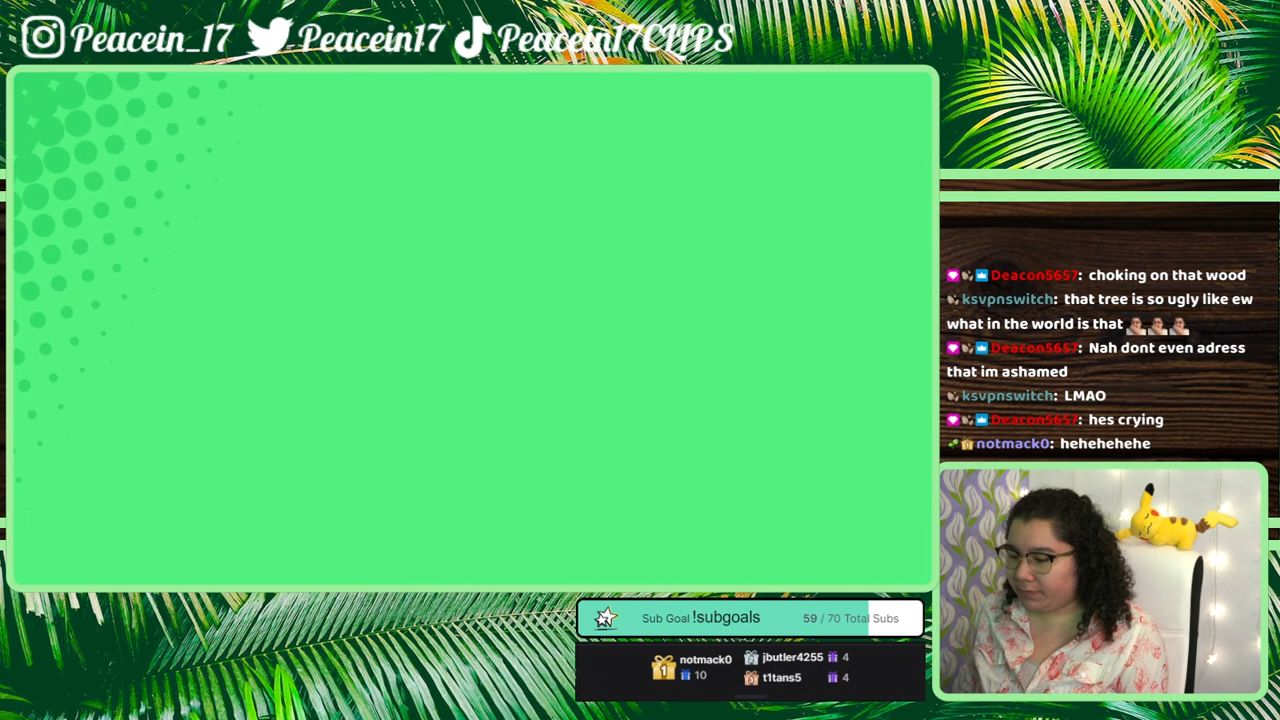 Peacein_17 Peacein17 Peacein17ClIPS
Deacon5657: choking on that wood
ksvpnswitch: that tree is so ugly like ew
what in the world is that
Deacon5657: Nah dont even adress
that im ashamed
ksvpnswitch: LMAO
Deacon5657: hes crying
notmack0: hehehehehe
Sub Goal !subgoals 59 / 70 Total Subs
1 notmack0 10
2 jbutler4255 4
3 t1tans5 4